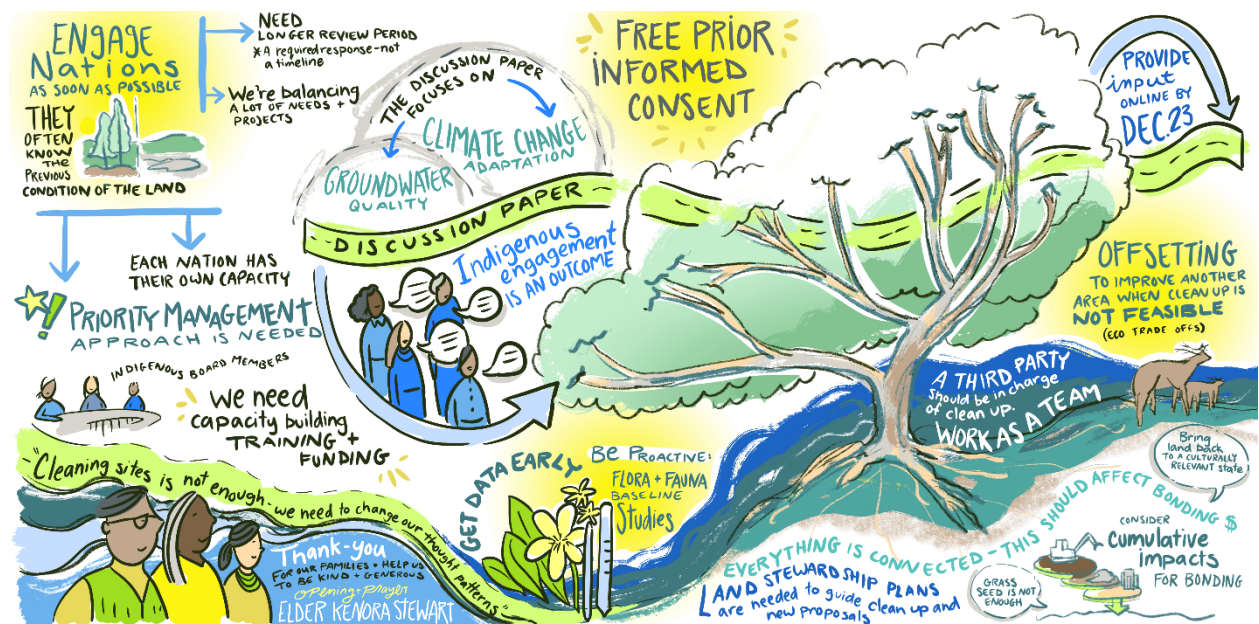 ENGAGE
Nations
AS SOON AS POSSIBLE
THEY
OFTEN
KNOW
THE
PREVIOUS
CONDITION OF THE LAND
NEED
LONGER REVIEW PERIOD
* A required response - not
a timeline
We're balancing
A LOT OF NEEDS +
PROJECTS
EACH NATION HAS
THEIR OWN CAPACITY
PRIORITY MANAGEMENT
APPROACH IS NEEDED
INDIGENOUS BOARD MEMBERS
We need
capacity building
TRAINING +
FUNDING
"Cleaning sites is not enough - we need to change our thought patterns"
Thank-you
FOR OUR FAMILIES • HELP US
TO BE KIND + GENEROUS
opening prayer
ELDER KENORA STEWART
THE DISCUSSION PAPER
FOCUSES ON
CLIMATE CHANGE
ADAPTATION
GROUNDWATER
QUALITY
DISCUSSION PAPER
Indigenous
engagement
IS AN OUTCOME
FREE PRIOR
INFORMED
CONSENT
PROVIDE
input
ONLINE BY
DEC. 23
OFFSETTING
TO IMPROVE ANOTHER
AREA WHEN CLEAN UP IS
NOT FEASIBLE
(ECO TRADE OFFS)
A THIRD PARTY
should be in charge
of clean up.
WORK AS A TEAM
GET DATA EARLY
BE PROACTIVE:
FLORA + FAUNA
BASELINE
Studies
EVERYTHING IS CONNECTED - THIS SHOULD AFFECT BONDING $
LAND STEWARDSHIP PLANS
are needed to guide clean up and
new proposals
Bring
land back
TO A CULTURALLY
RELEVANT STATE
CONSIDER
Cumulative
impacts
FOR BONDING
GRASS
SEED IS NOT
ENOUGH